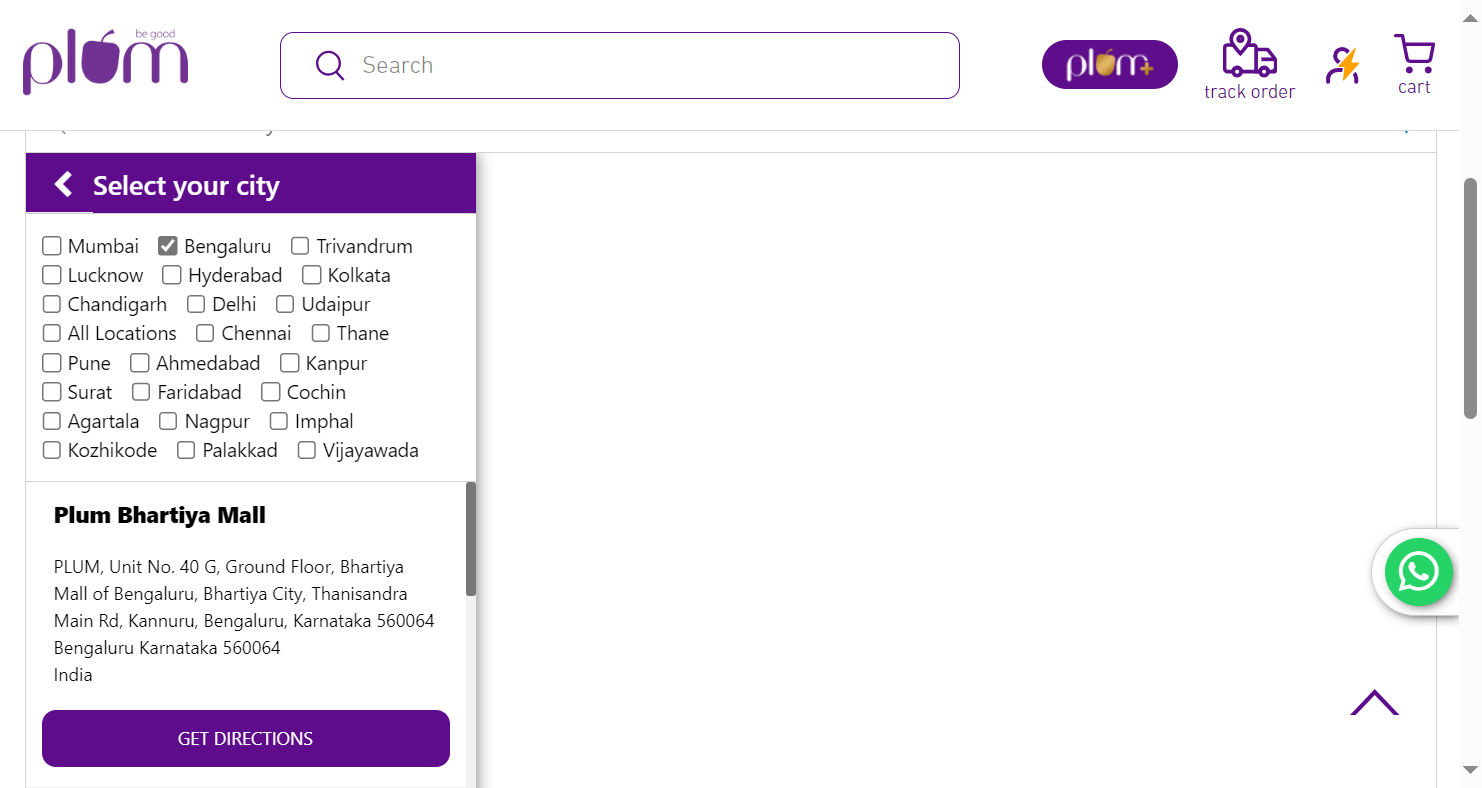 be good
plum
Search
plum+
track order
cart
Select your city
Mumbai Bengaluru Trivandrum
Lucknow Hyderabad Kolkata
Chandigarh Delhi Udaipur
All Locations Chennai Thane
Pune Ahmedabad Kanpur
Surat Faridabad Cochin
Agartala Nagpur Imphal
Kozhikode Palakkad Vijayawada
Plum Bhartiya Mall
PLUM, Unit No. 40 G, Ground Floor, Bhartiya
Mall of Bengaluru, Bhartiya City, Thanisandra
Main Rd, Kannuru, Bengaluru, Karnataka 560064
Bengaluru Karnataka 560064
India
GET DIRECTIONS